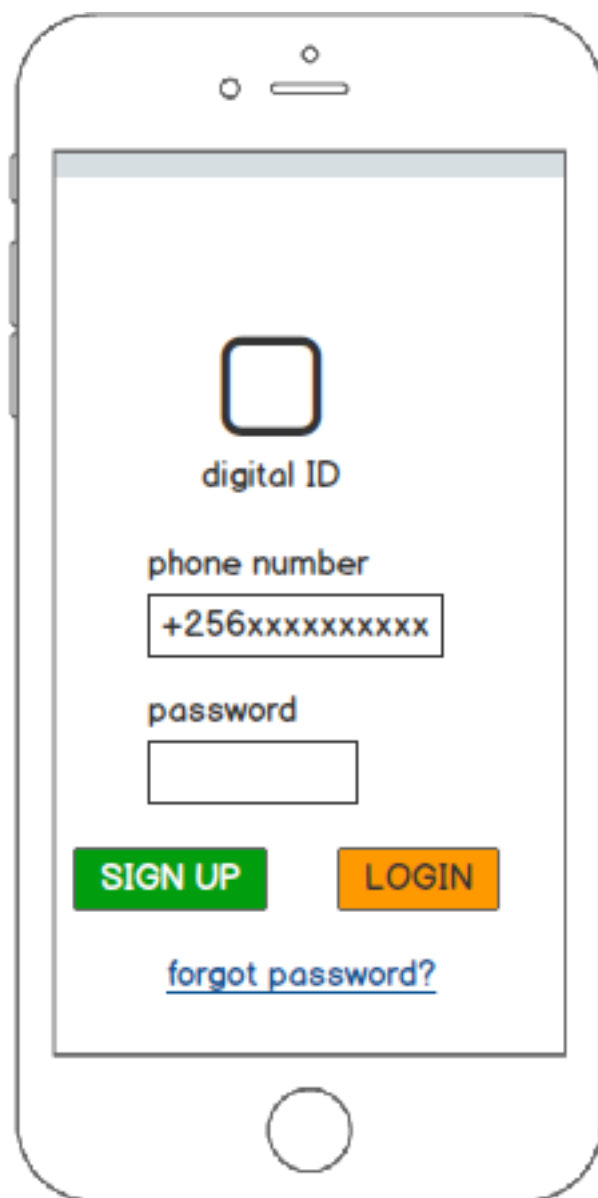 digital ID
phone number
+256xxxxxxxxxx
password
SIGN UP LOGIN
forgot password?